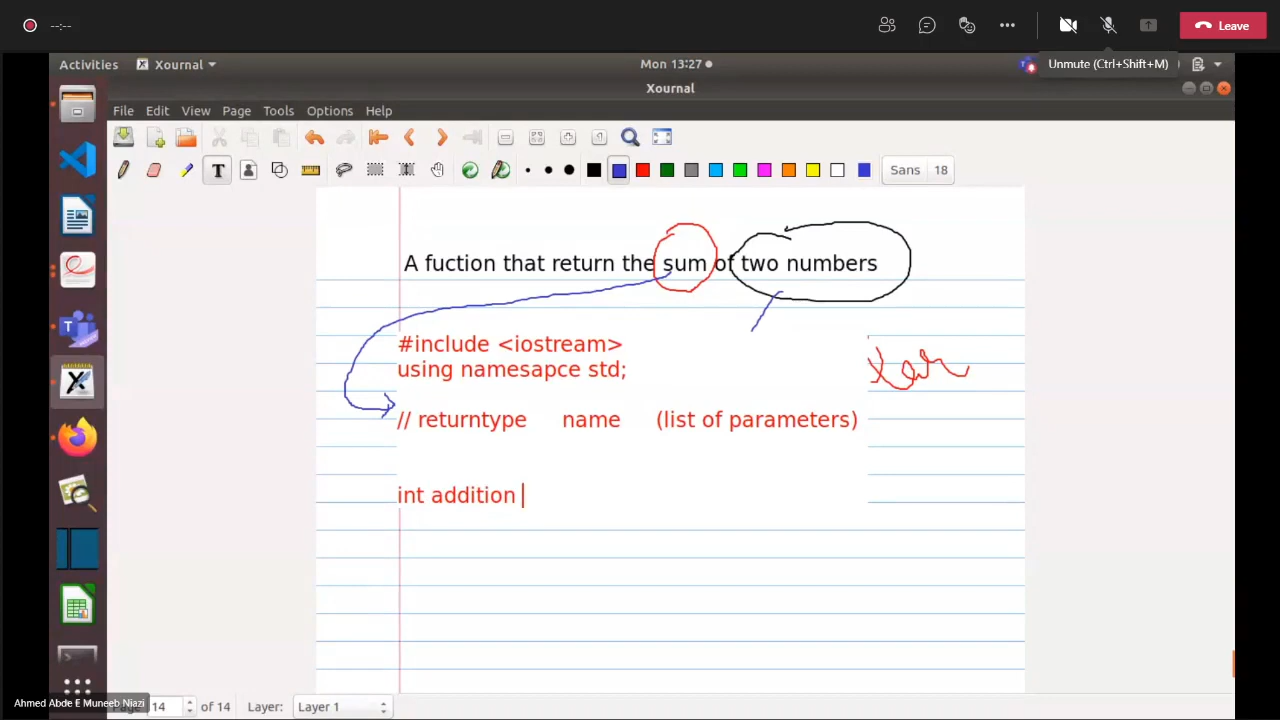 --:--
Leave
Activities Xournal Mon 13:27 Unmute (Ctrl+Shift+M)
Xournal
File Edit View Page Tools Options Help
T Sans 18
A fuction that return the sum of two numbers
#include <iostream>
using namesapce std;
// returntype name (list of parameters)
int addition
Ahmed Abde E Muneeb Niazi 14 of 14 Layer: Layer 1